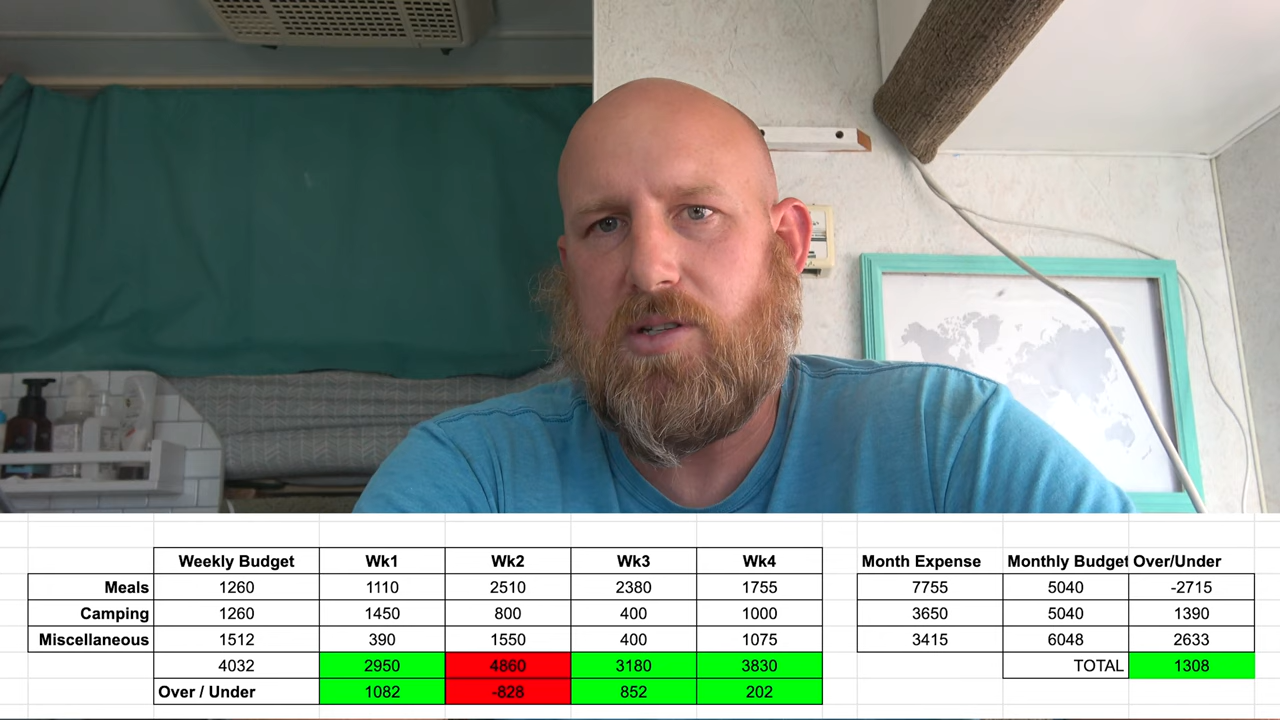 Weekly Budget Wk1 Wk2 Wk3 Wk4 Month Expense Monthly Budget Over/Under
Meals 1260 1110 2510 2380 1755 7755 5040 -2715
Camping 1260 1450 800 400 1000 3650 5040 1390
Miscellaneous 1512 390 1550 400 1075 3415 6048 2633
4032 2950 4860 3180 3830 TOTAL 1308
Over / Under 1082 -828 852 202